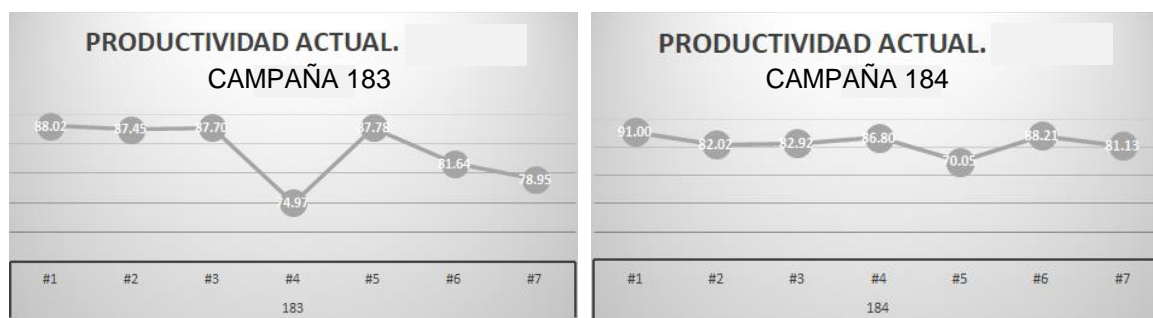 PRODUCTIVIDAD ACTUAL.
CAMPAÑA 183
88.02 87.45 87.70 74.97 87.78 81.64 78.95
#1 #2 #3 #4 #5 #6 #7
183
PRODUCTIVIDAD ACTUAL.
CAMPAÑA 184
91.00 82.02 82.92 86.80 70.05 88.21 81.13
#1 #2 #3 #4 #5 #6 #7
184